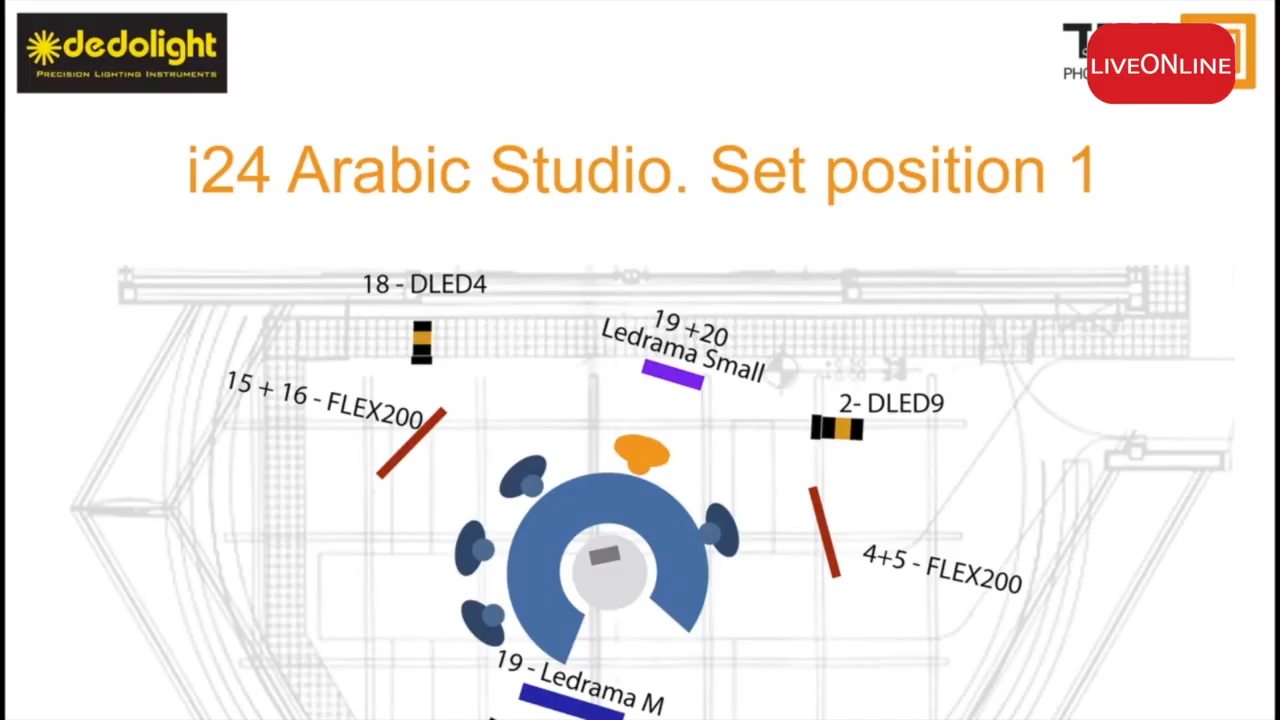 dedolight
PRECISION LIGHTING INSTRUMENTS
LIVEONLINE
i24 Arabic Studio. Set position 1
18 - DLED4
19 +20
Ledrama Small
15 + 16 - FLEX200
2- DLED9
4+5 - FLEX200
19 - Ledrama M